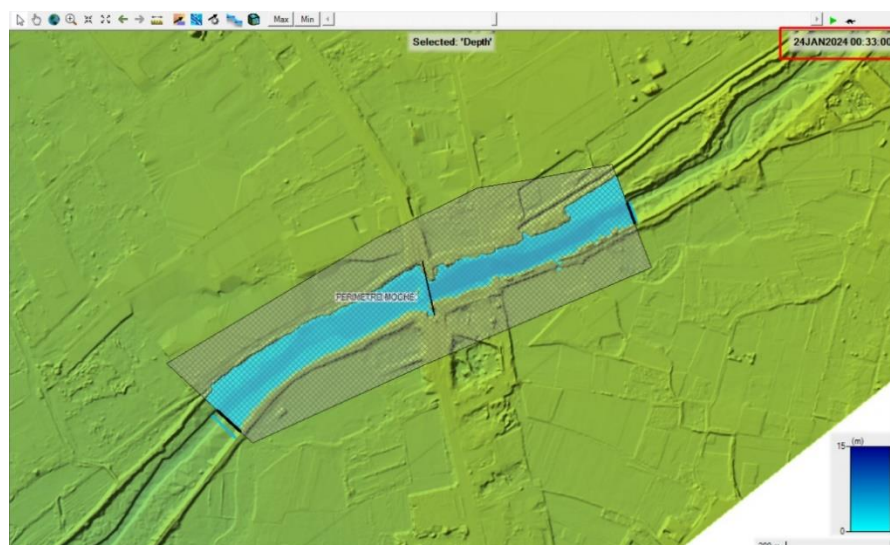 Max Min
Selected: 'Depth'
24JAN2024 00:33:00
PERIMETRO MOCHE
15
(m)
0